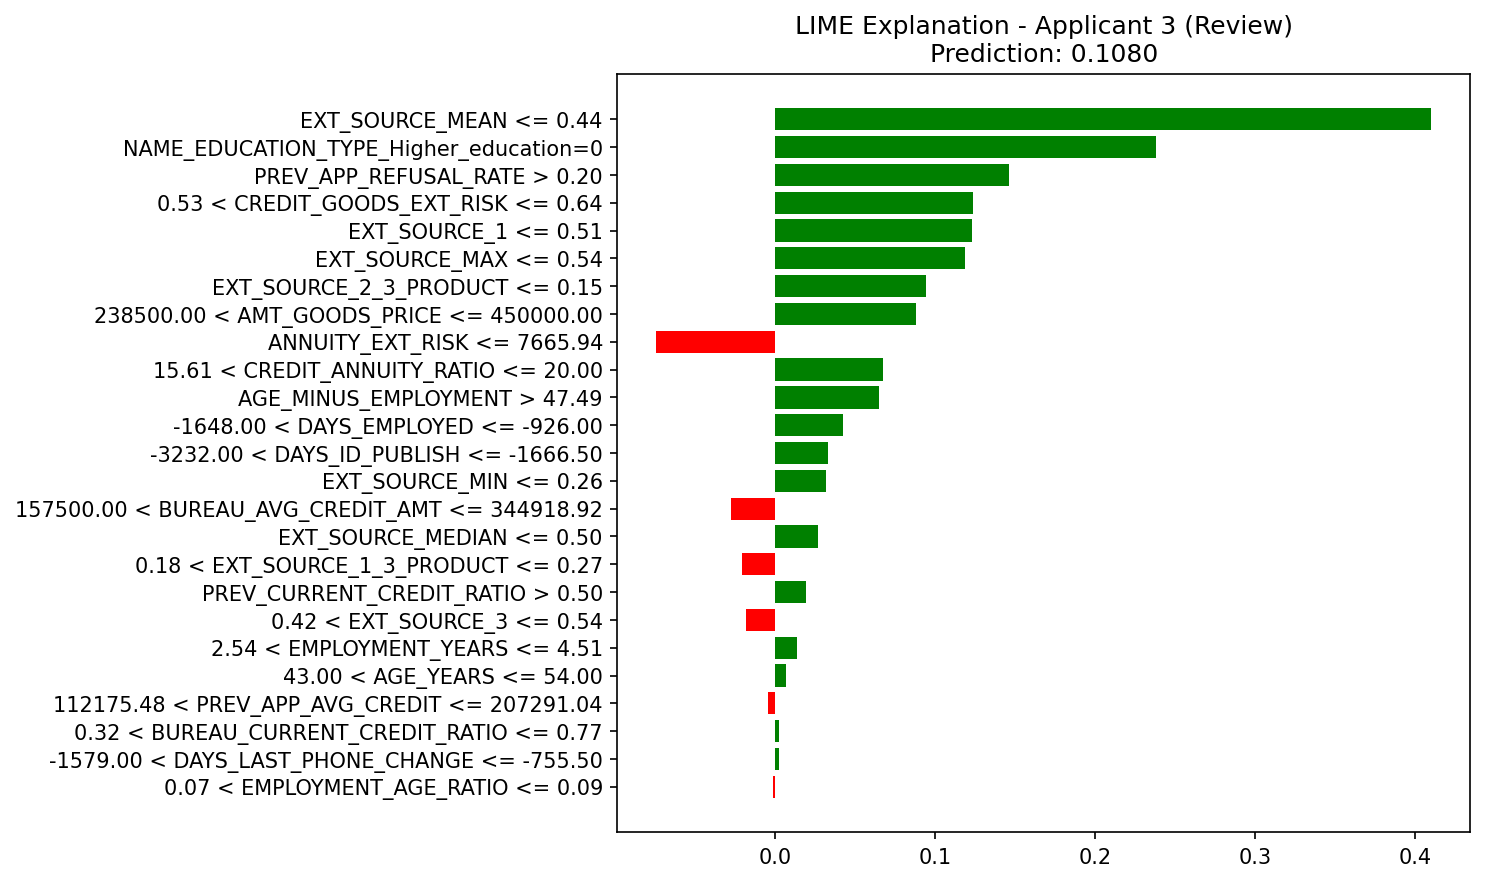 LIME Explanation - Applicant 3 (Review)
Prediction: 0.1080
EXT_SOURCE_MEAN <= 0.44
NAME_EDUCATION_TYPE_Higher_education=0
PREV_APP_REFUSAL_RATE > 0.20
0.53 < CREDIT_GOODS_EXT_RISK <= 0.64
EXT_SOURCE_1 <= 0.51
EXT_SOURCE_MAX <= 0.54
EXT_SOURCE_2_3_PRODUCT <= 0.15
238500.00 < AMT_GOODS_PRICE <= 450000.00
ANNUITY_EXT_RISK <= 7665.94
15.61 < CREDIT_ANNUITY_RATIO <= 20.00
AGE_MINUS_EMPLOYMENT > 47.49
-1648.00 < DAYS_EMPLOYED <= -926.00
-3232.00 < DAYS_ID_PUBLISH <= -1666.50
EXT_SOURCE_MIN <= 0.26
157500.00 < BUREAU_AVG_CREDIT_AMT <= 344918.92
EXT_SOURCE_MEDIAN <= 0.50
0.18 < EXT_SOURCE_1_3_PRODUCT <= 0.27
PREV_CURRENT_CREDIT_RATIO > 0.50
0.42 < EXT_SOURCE_3 <= 0.54
2.54 < EMPLOYMENT_YEARS <= 4.51
43.00 < AGE_YEARS <= 54.00
112175.48 < PREV_APP_AVG_CREDIT <= 207291.04
0.32 < BUREAU_CURRENT_CREDIT_RATIO <= 0.77
-1579.00 < DAYS_LAST_PHONE_CHANGE <= -755.50
0.07 < EMPLOYMENT_AGE_RATIO <= 0.09
0.0 0.1 0.2 0.3 0.4